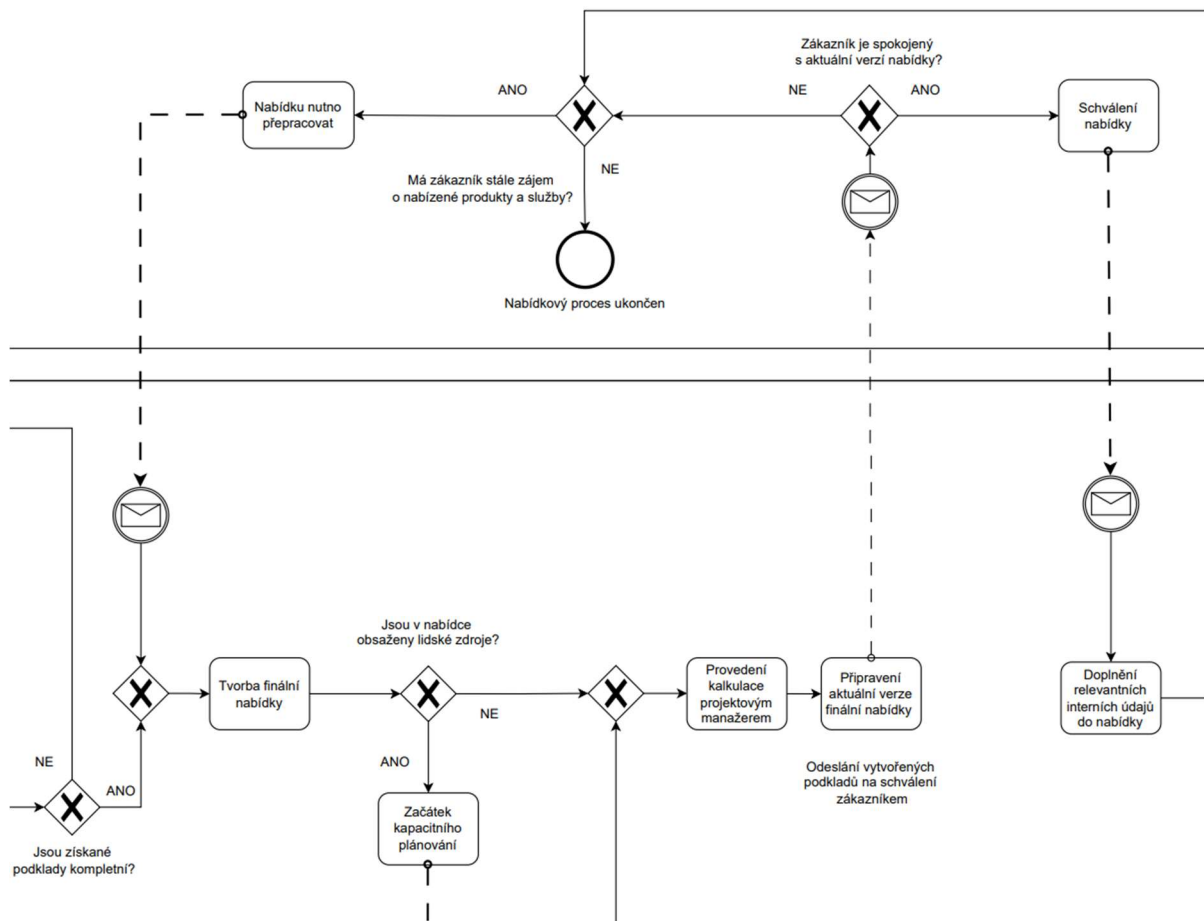 Zákazník je spokojený
s aktuální verzí nabídky?
ANO
NE
ANO
Nabídku nutno
přepracovat
Schválení
nabídky
Má zákazník stále zájem
o nabízené produkty a služby?
NE
Nabídkový proces ukončen
Jsou v nabídce
obsaženy lidské zdroje?
Tvorba finální
nabídky
NE
Provedení
kalkulace
projektovým
manažerem
Připravení
aktuální verze
finální nabídky
Doplnění
relevantních
interních údajů
do nabídky
NE
ANO
ANO
Odeslání vytvořených
podkladů na schválení
zákazníkem
Začátek
kapacitního
plánování
Jsou získané
podklady kompletní?